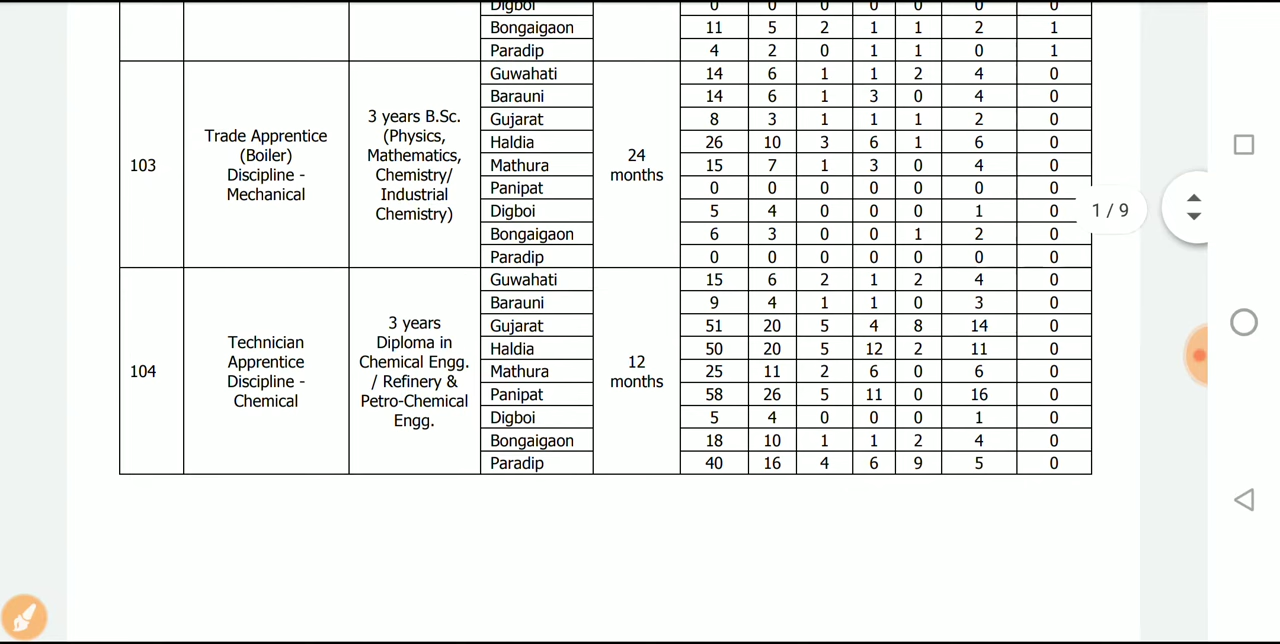 Digboi 0 0 0 0 0 0 0
Bongaigaon 11 5 2 1 1 2 1
Paradip 4 2 0 1 1 0 1
103
Trade Apprentice
(Boiler)
Discipline -
Mechanical
3 years B.Sc.
(Physics,
Mathematics,
Chemistry/
Industrial
Chemistry)
24
months
Guwahati 14 6 1 1 2 4 0
Barauni 14 6 1 3 0 4 0
Gujarat 8 3 1 1 1 2 0
Haldia 26 10 3 6 1 6 0
Mathura 15 7 1 3 0 4 0
Panipat 0 0 0 0 0 0 0
Digboi 5 4 0 0 0 1 0
Bongaigaon 6 3 0 0 1 2 0
Paradip 0 0 0 0 0 0 0
1 / 9
104
Technician
Apprentice
Discipline -
Chemical
3 years
Diploma in
Chemical Engg.
/ Refinery &
Petro-Chemical
Engg.
12
months
Guwahati 15 6 2 1 2 4 0
Barauni 9 4 1 1 0 3 0
Gujarat 51 20 5 4 8 14 0
Haldia 50 20 5 12 2 11 0
Mathura 25 11 2 6 0 6 0
Panipat 58 26 5 11 0 16 0
Digboi 5 4 0 0 0 1 0
Bongaigaon 18 10 1 1 2 4 0
Paradip 40 16 4 6 9 5 0